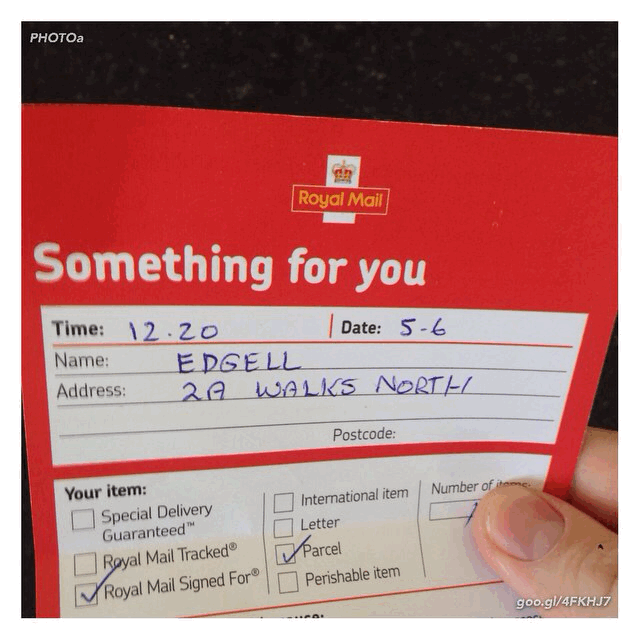 PHOTOa
Royal Mail
Something for you
Time: 12.20 Date: 5-6
Name: EDGELL
Address: 2A WALKS NORTH
Postcode:
Your item:
Special Delivery Guaranteed™
Royal Mail Tracked®
Royal Mail Signed For®
International item
Letter
Parcel
Perishable item
Number of items:
goo.gl/4FKHJ7